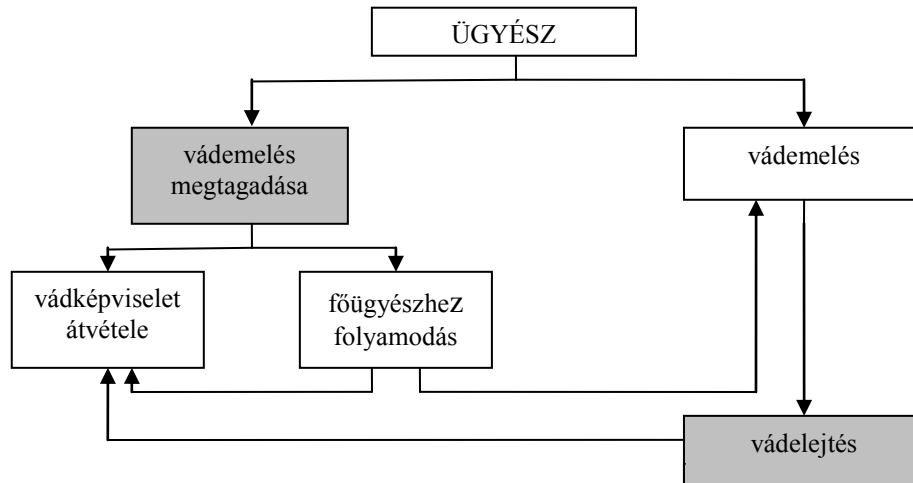 ÜGYÉSZ
vádemelés
megtagadása
vádemelés
vádképviselet
átvétele
főügyészhez
folyamodás
vádelejtés